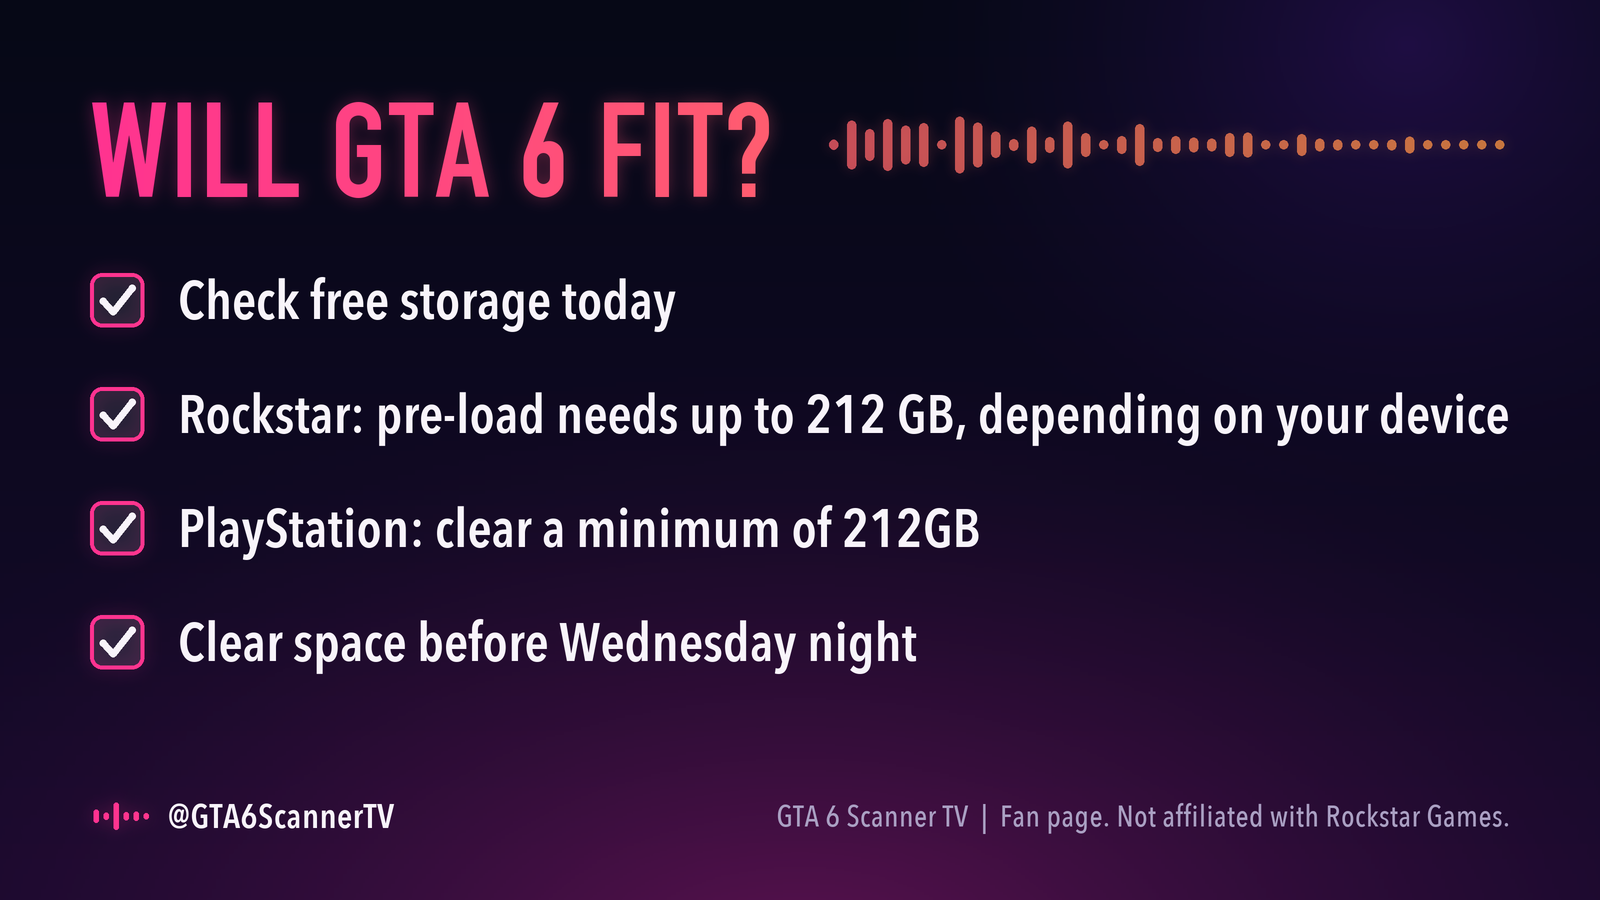 WILL GTA 6 FIT?
Check free storage today
Rockstar: pre-load needs up to 212 GB, depending on your device
PlayStation: clear a minimum of 212GB
Clear space before Wednesday night
@GTA6ScannerTV
GTA 6 Scanner TV | Fan page. Not affiliated with Rockstar Games.